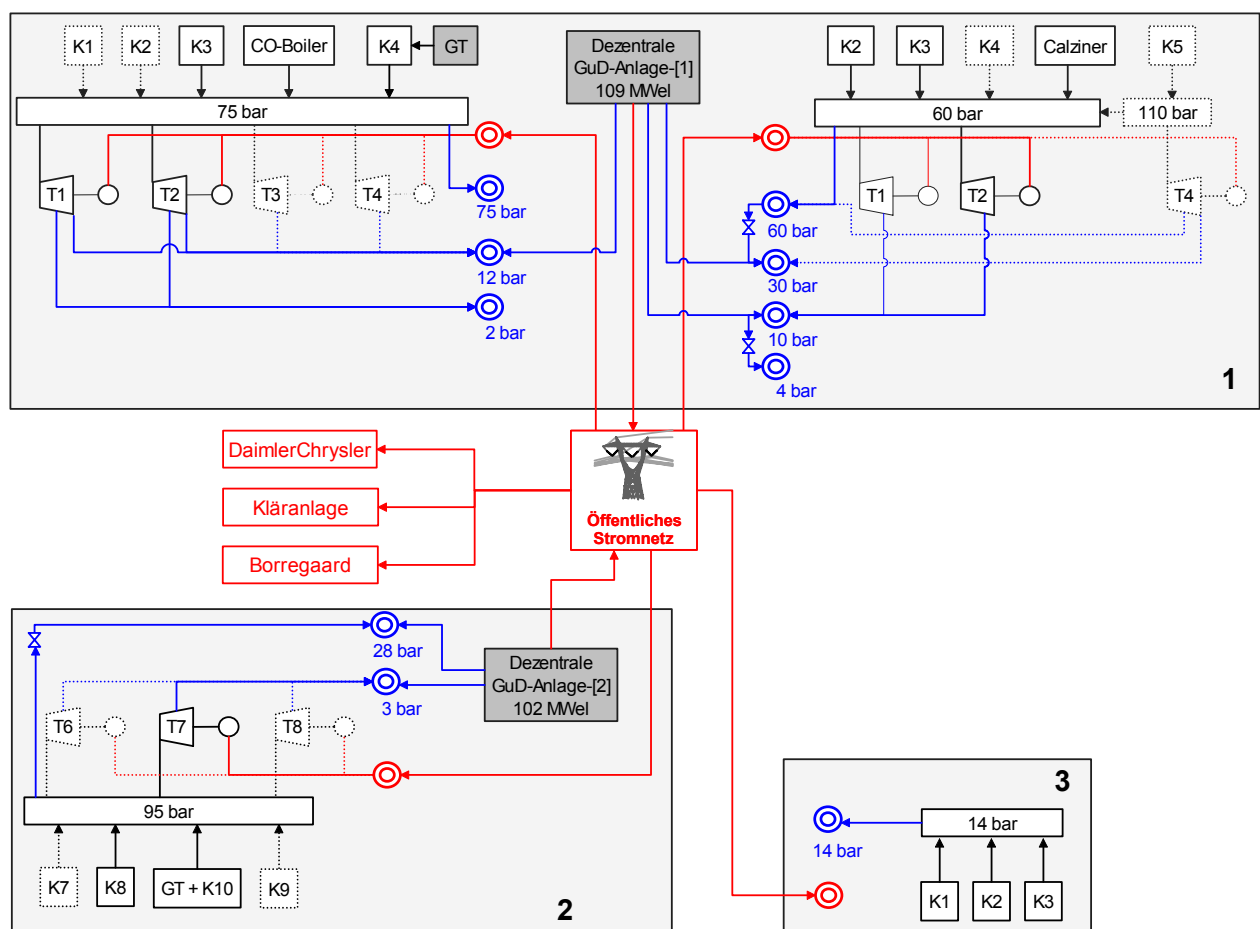 K1
K2
K3
CO-Boiler
K4
GT
Dezentrale
GuD-Anlage-[1]
109 MWel
K2
K3
K4
Calziner
K5
75 bar
60 bar
110 bar
T1
T2
T3
T4
75 bar
12 bar
2 bar
T1
T2
T4
60 bar
30 bar
10 bar
4 bar
1
DaimlerChrysler
Kläranlage
Borregaard
Öffentliches
Stromnetz
28 bar
3 bar
Dezentrale
GuD-Anlage-[2]
102 MWel
T6
T7
T8
95 bar
K7
K8
GT + K10
K9
2
3
14 bar
14 bar
K1
K2
K3